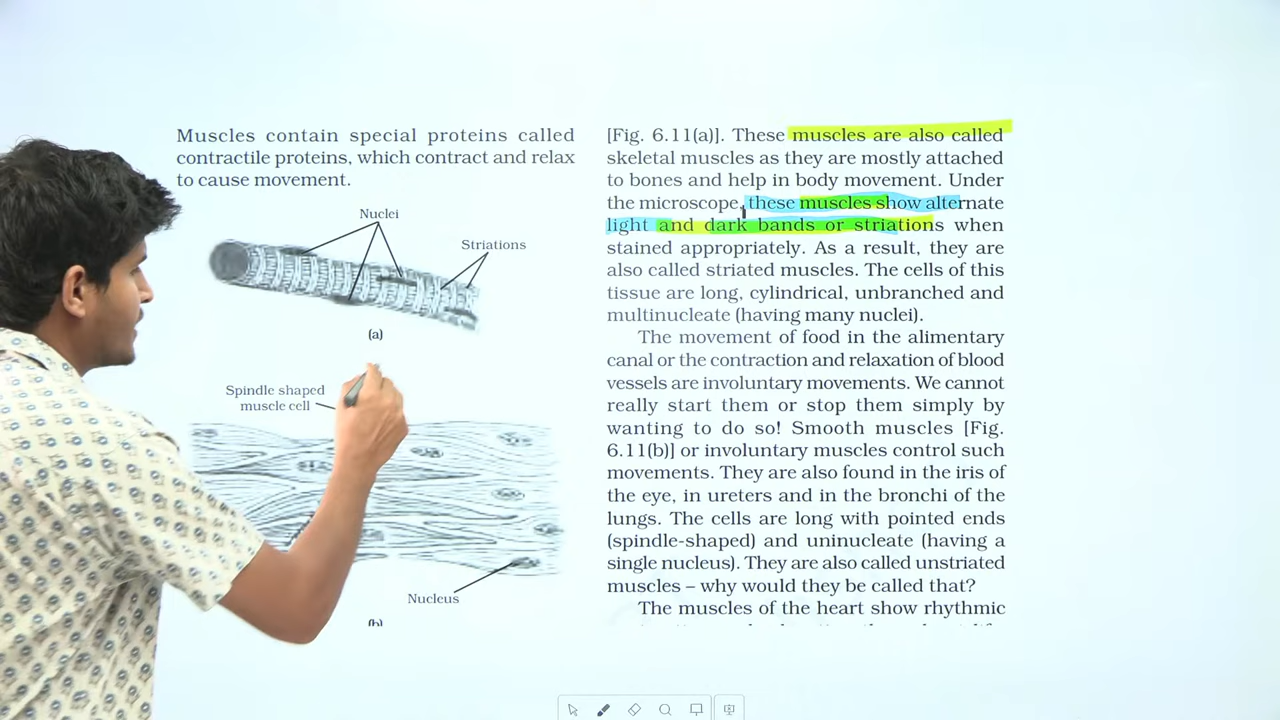 Muscles contain special proteins called
contractile proteins, which contract and relax
to cause movement.
Nuclei
Striations
(a)
Spindle shaped
muscle cell
Nucleus
(b)
[Fig. 6.11(a)]. These muscles are also called
skeletal muscles as they are mostly attached
to bones and help in body movement. Under
the microscope, these muscles show alternate
light and dark bands or striations when
stained appropriately. As a result, they are
also called striated muscles. The cells of this
tissue are long, cylindrical, unbranched and
multinucleate (having many nuclei).
The movement of food in the alimentary
canal or the contraction and relaxation of blood
vessels are involuntary movements. We cannot
really start them or stop them simply by
wanting to do so! Smooth muscles [Fig.
6.11(b)] or involuntary muscles control such
movements. They are also found in the iris of
the eye, in ureters and in the bronchi of the
lungs. The cells are long with pointed ends
(spindle-shaped) and uninucleate (having a
single nucleus). They are also called unstriated
muscles – why would they be called that?
The muscles of the heart show rhythmic